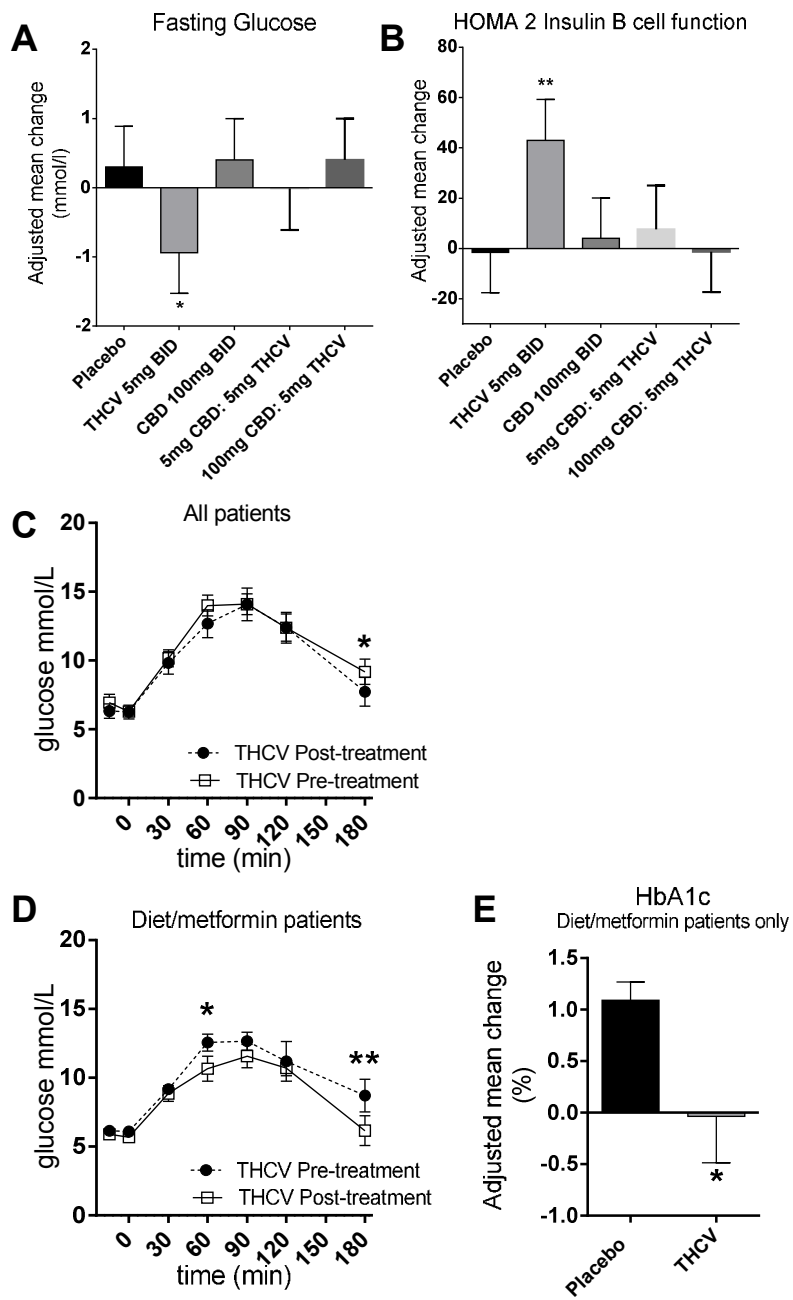 A
Fasting Glucose
Adjusted mean change
(mmol/l)
2
1
0
-1
-2
*
Placebo
THCV 5mg BID
CBD 100mg BID
5mg CBD: 5mg THCV
100mg CBD: 5mg THCV
B
HOMA 2 Insulin B cell function
Adjusted mean change
80
60
40
20
0
-20
**
Placebo
THCV 5mg BID
CBD 100mg BID
5mg CBD: 5mg THCV
100mg CBD: 5mg THCV
C
All patients
glucose mmol/L
20
15
10
5
0
*
THCV Post-treatment
THCV Pre-treatment
0 30 60 90 120 150 180
time (min)
D
Diet/metformin patients
glucose mmol/L
20
15
10
5
0
*
**
THCV Pre-treatment
THCV Post-treatment
0 30 60 90 120 150 180
time (min)
E
HbA1c
Diet/metformin patients only
Adjusted mean change
(%)
1.5
1.0
0.5
0.0
-0.5
-1.0
*
Placebo
THCV